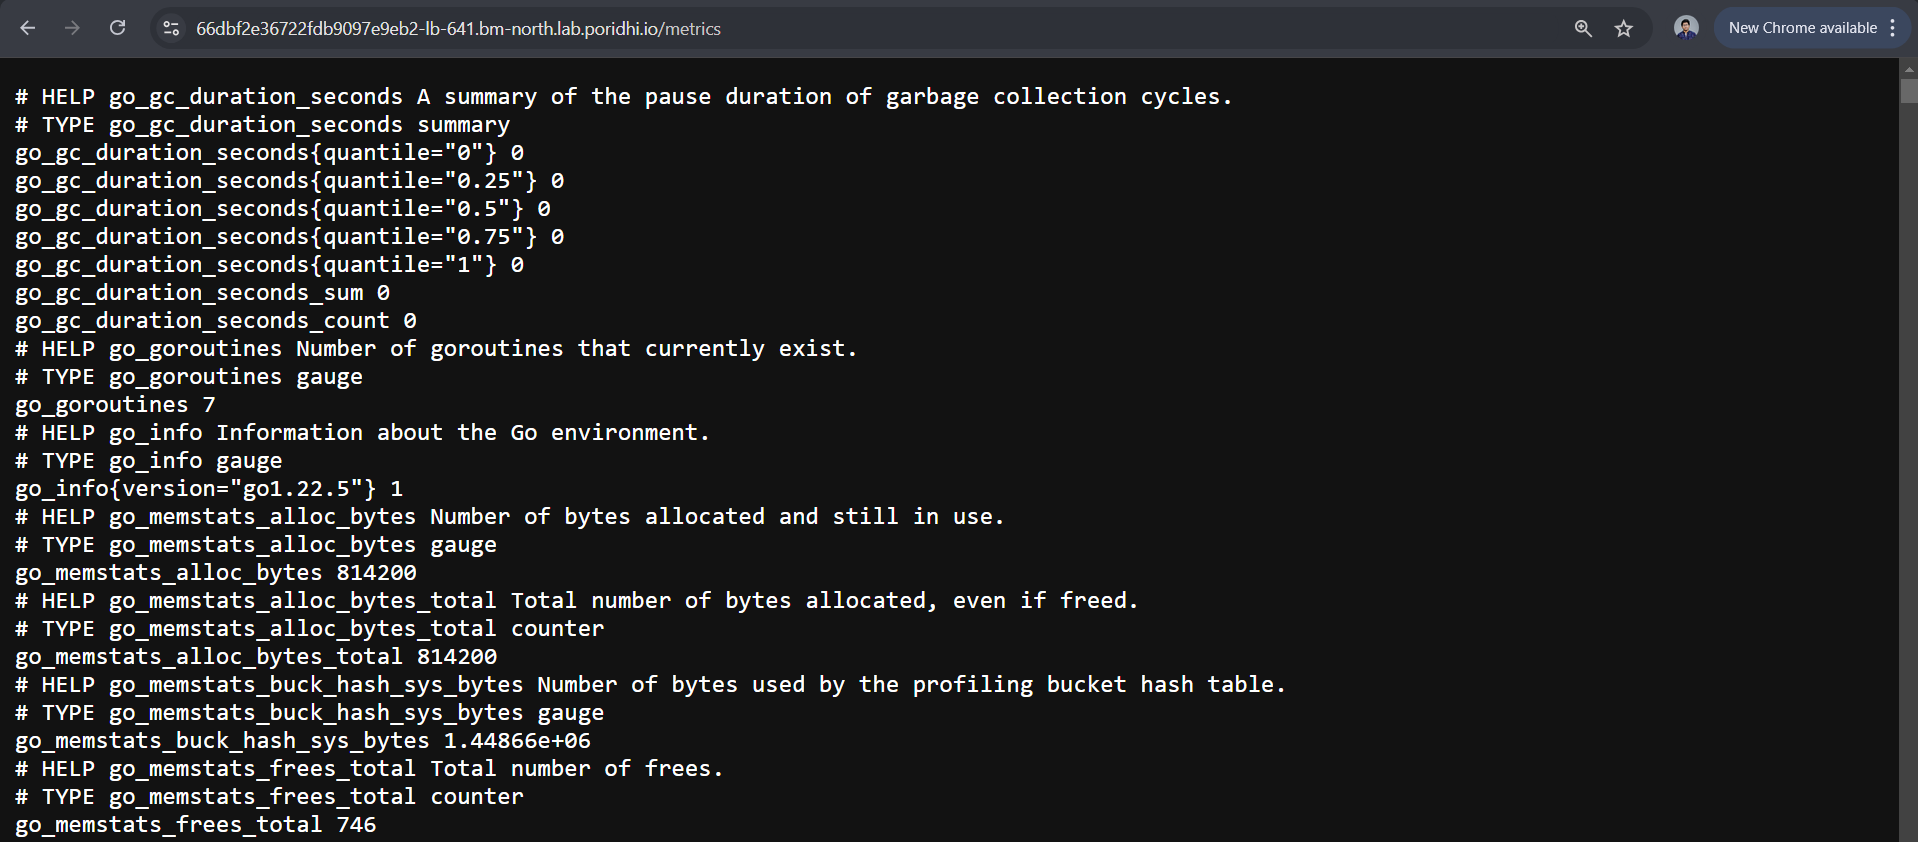 66dbf2e36722fdb9097e9eb2-lb-641.bm-north.lab.poridhi.io/metrics
New Chrome available
# HELP go_gc_duration_seconds A summary of the pause duration of garbage collection cycles.
# TYPE go_gc_duration_seconds summary
go_gc_duration_seconds{quantile="0"} 0
go_gc_duration_seconds{quantile="0.25"} 0
go_gc_duration_seconds{quantile="0.5"} 0
go_gc_duration_seconds{quantile="0.75"} 0
go_gc_duration_seconds{quantile="1"} 0
go_gc_duration_seconds_sum 0
go_gc_duration_seconds_count 0
# HELP go_goroutines Number of goroutines that currently exist.
# TYPE go_goroutines gauge
go_goroutines 7
# HELP go_info Information about the Go environment.
# TYPE go_info gauge
go_info{version="go1.22.5"} 1
# HELP go_memstats_alloc_bytes Number of bytes allocated and still in use.
# TYPE go_memstats_alloc_bytes gauge
go_memstats_alloc_bytes 814200
# HELP go_memstats_alloc_bytes_total Total number of bytes allocated, even if freed.
# TYPE go_memstats_alloc_bytes_total counter
go_memstats_alloc_bytes_total 814200
# HELP go_memstats_buck_hash_sys_bytes Number of bytes used by the profiling bucket hash table.
# TYPE go_memstats_buck_hash_sys_bytes gauge
go_memstats_buck_hash_sys_bytes 1.44866e+06
# HELP go_memstats_frees_total Total number of frees.
# TYPE go_memstats_frees_total counter
go_memstats_frees_total 746